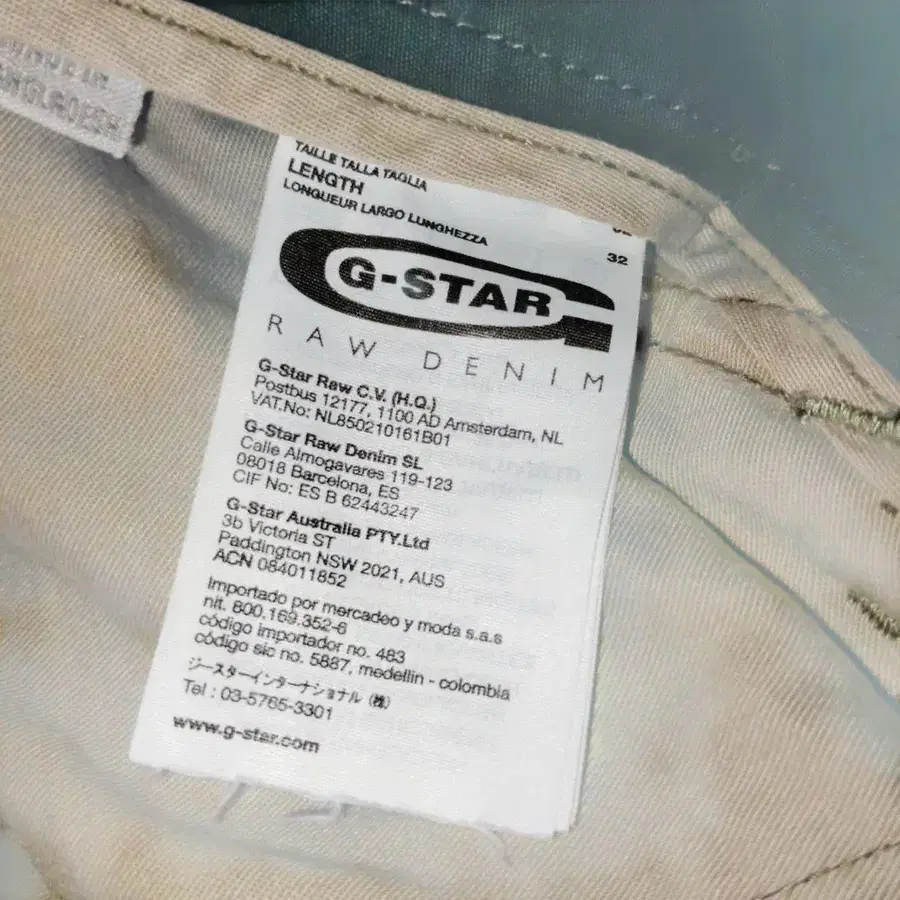 MADE IN
BANGLADESH
TAILLE TALLA TAGLIA
LENGTH
LONGUEUR LARGO LUNGHEZZA
32
G-STAR
RAW DENIM
G-Star Raw C.V. (H.Q.)
Postbus 12177, 1100 AD Amsterdam, NL
VAT.No: NL850210161B01
G-Star Raw Denim SL
Calle Almogavares 119-123
08018 Barcelona, ES
CIF No: ES B 62443247
G-Star Australia PTY.Ltd
3b Victoria ST
Paddington NSW 2021, AUS
ACN 084011852
Importado por mercadeo y moda s.a.s
nit. 800.169.352-6
código importador no. 483
código sic no. 5887, medellin - colombia
ジースターインターナショナル（株）
Tel : 03-5765-3301
www.g-star.com